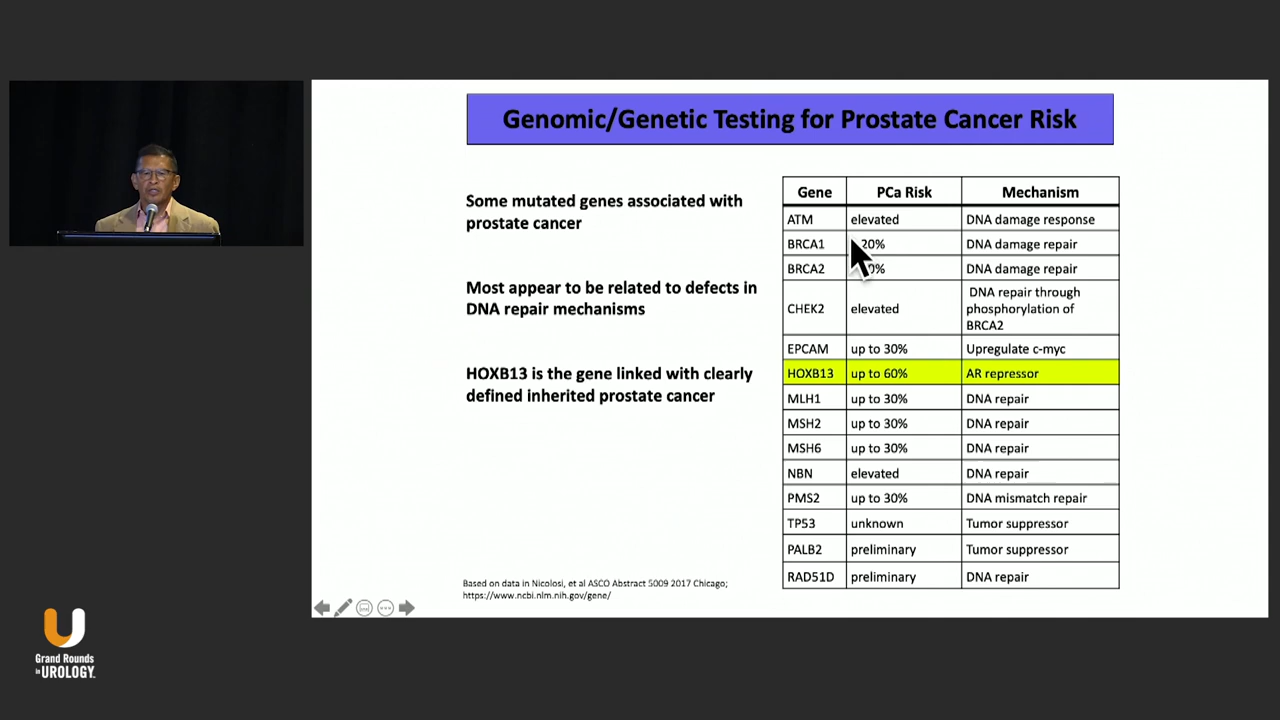 Genomic/Genetic Testing for Prostate Cancer Risk
Some mutated genes associated with
prostate cancer
Most appear to be related to defects in
DNA repair mechanisms
HOXB13 is the gene linked with clearly
defined inherited prostate cancer
Gene PCa Risk Mechanism
ATM elevated DNA damage response
BRCA1 20% DNA damage repair
BRCA2 DNA damage repair
CHEK2 elevated DNA repair through
phosphorylation of
BRCA2
EPCAM up to 30% Upregulate c-myc
HOXB13 up to 60% AR repressor
MLH1 up to 30% DNA repair
MSH2 up to 30% DNA repair
MSH6 up to 30% DNA repair
NBN elevated DNA repair
PMS2 up to 30% DNA mismatch repair
TP53 unknown Tumor suppressor
PALB2 preliminary Tumor suppressor
RAD51D preliminary DNA repair
Based on data in Nicolosi, et al ASCO Abstract 5009 2017 Chicago;
https://www.ncbi.nlm.nih.gov/gene/
Grand Rounds
in UROLOGY